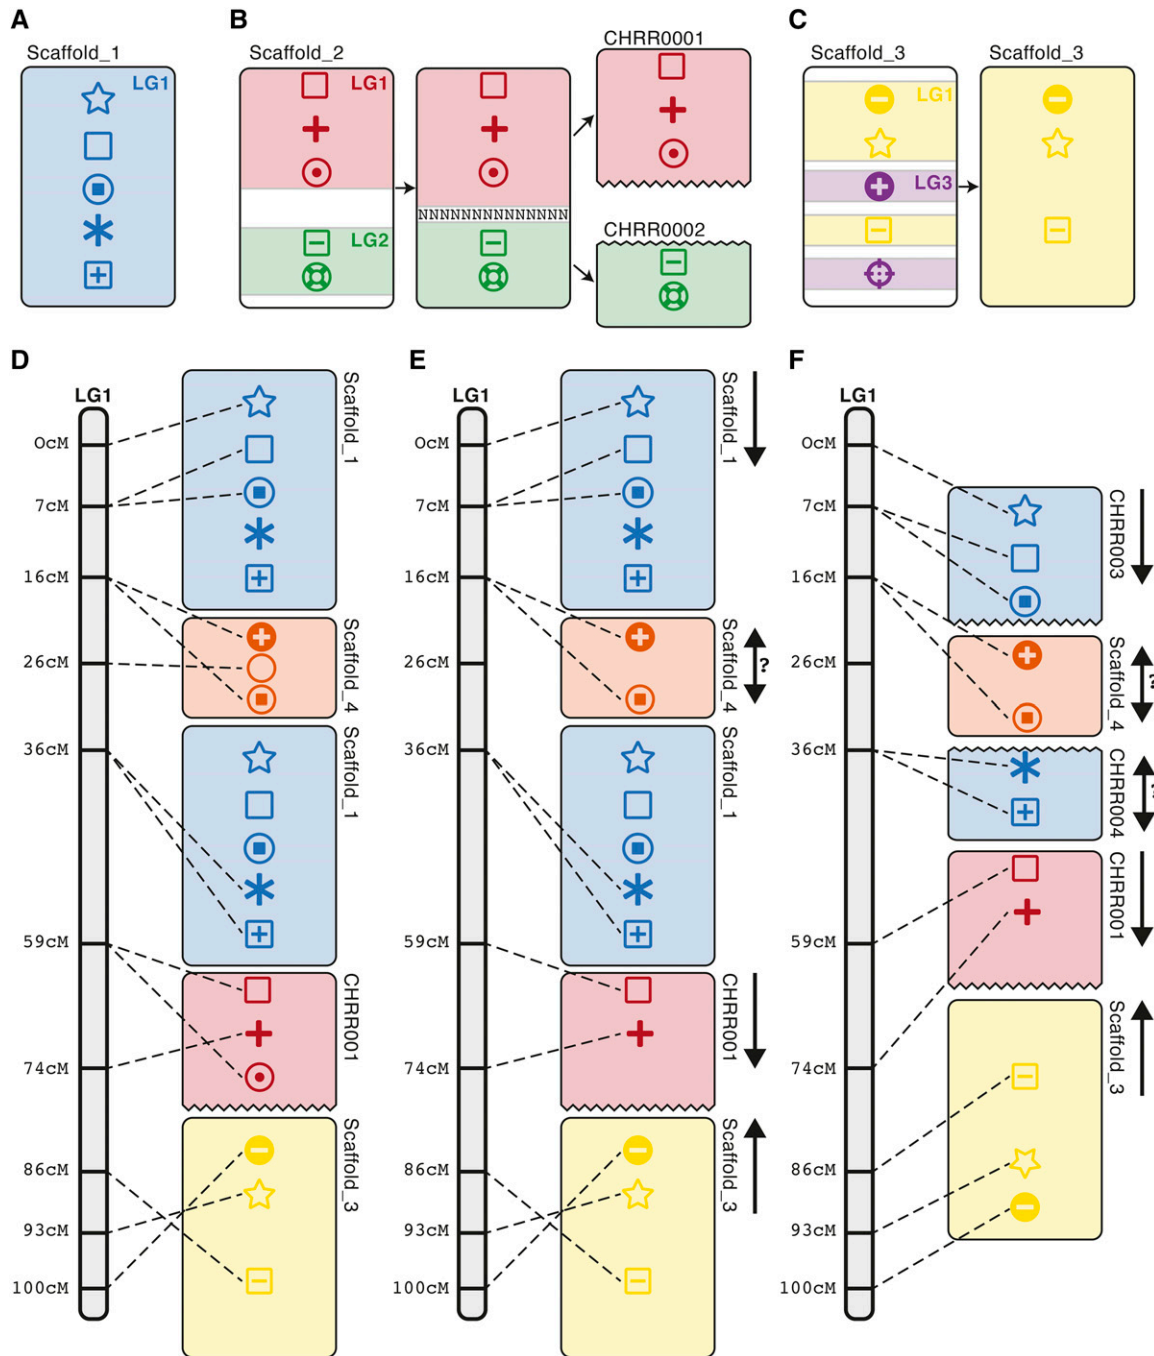 A
B
C
Scaffold_1
LG1
Scaffold_2
LG1
LG2
NNNNNNNNNNNNNN
CHRR0001
CHRR0002
Scaffold_3
LG1
LG3
Scaffold_3
D
LG1
0cM
7cM
16cM
26cM
36cM
59cM
74cM
86cM
93cM
100cM
Scaffold_1
Scaffold_4
Scaffold_1
CHRR001
Scaffold_3
E
LG1
0cM
7cM
16cM
26cM
36cM
59cM
74cM
86cM
93cM
100cM
Scaffold_1
Scaffold_4
?
Scaffold_1
CHRR001
Scaffold_3
F
LG1
0cM
7cM
16cM
26cM
36cM
59cM
74cM
86cM
93cM
100cM
CHRR003
Scaffold_4
CHRR004
CHRR001
Scaffold_3